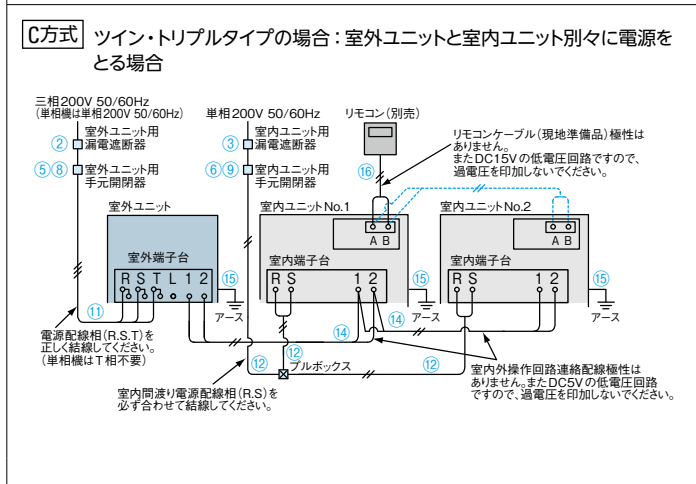 C方式 ツイン・トリプルタイプの場合：室外ユニットと室内ユニット別々に電源を
とる場合
三相200V 50/60Hz
(単相機は単相200V 50/60Hz)
単相200V 50/60Hz
リモコン(別売)
② 室外ユニット用
漏電遮断器
③ 室内ユニット用
漏電遮断器
リモコンケーブル(現地準備品)極性は
ありません。
またDC15Vの低電圧回路ですので、
過電圧を印加しないでください。
⑤⑧ 室外ユニット用
手元開閉器
⑥⑨ 室内ユニット用
手元開閉器
⑯
室外ユニット
室内ユニットNo.1
室内ユニットNo.2
A B
A B
室外端子台
室内端子台
室内端子台
R S T L 1 2
R S 1 2
R S 1 2
⑮
⑮
⑮
アース
アース
アース
⑪
⑭
⑭
電源配線相(R.S.T)を
正しく結線してください。
(単相機はT相不要)
⑫
⑫
⑫
プルボックス
室内間渡り電源配線相(R.S)を
必ず合わせて結線してください。
室内外操作回路連絡配線極性は
ありません。またDC5Vの低電圧回路
ですので、過電圧を印加しないでください。